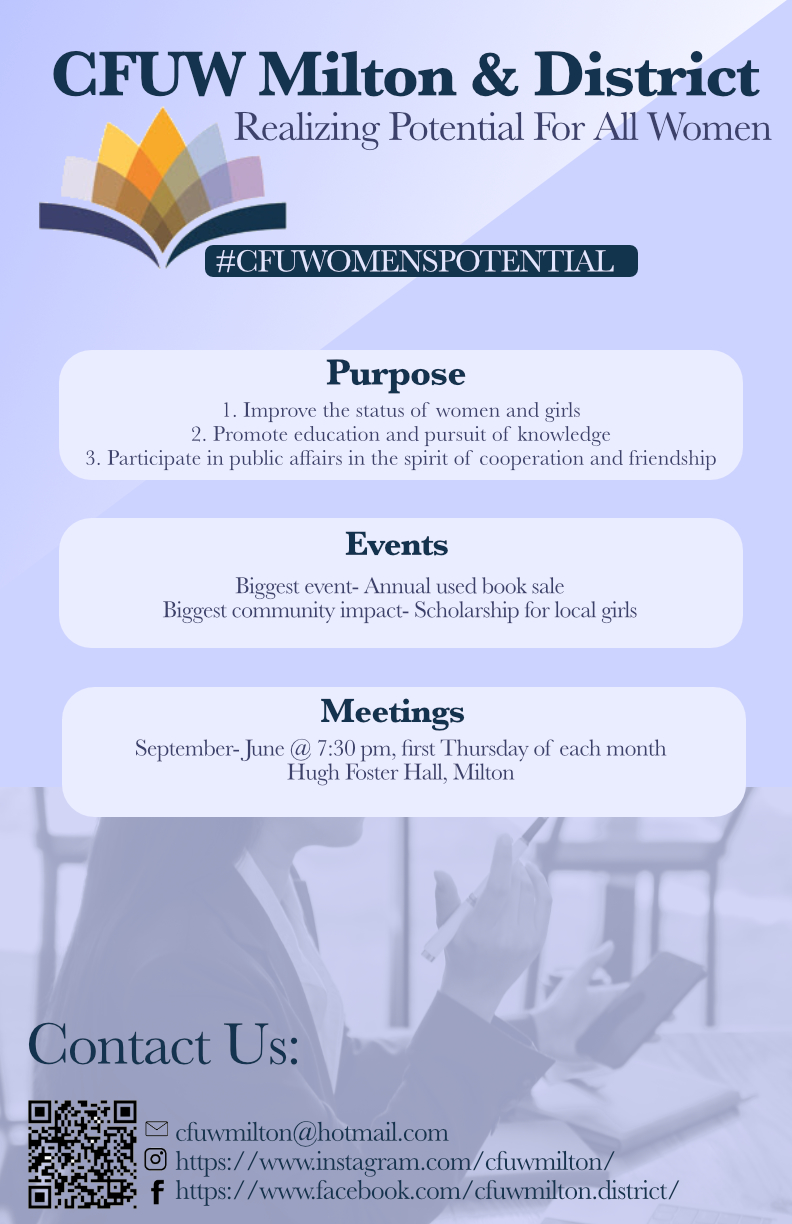 CFUW Milton & District
Realizing Potential For All Women
#CFUWOMENSPOTENTIAL
Purpose
1. Improve the status of women and girls
2. Promote education and pursuit of knowledge
3. Participate in public affairs in the spirit of cooperation and friendship
Events
Biggest event- Annual used book sale
Biggest community impact- Scholarship for local girls
Meetings
September- June @ 7:30 pm, first Thursday of each month
Hugh Foster Hall, Milton
Contact Us:
cfuwmilton@hotmail.com
https://www.instagram.com/cfuwmilton/
https://www.facebook.com/cfuwmilton.district/